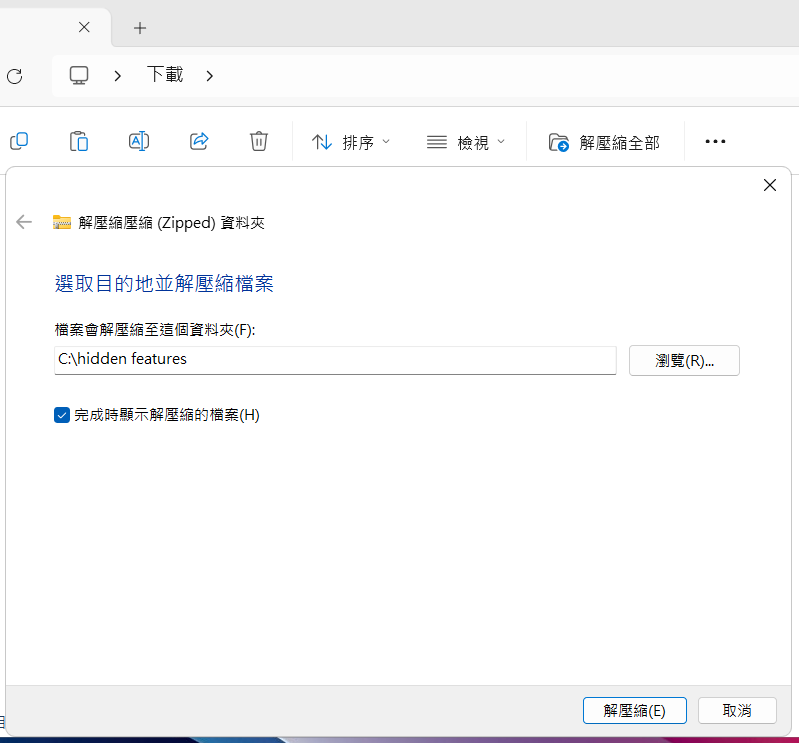 下載
排序
檢視
解壓縮全部
解壓縮壓縮 (Zipped) 資料夾
選取目的地並解壓縮檔案
檔案會解壓縮至這個資料夾(F):
C:\hidden features
瀏覽(R)...
完成時顯示解壓縮的檔案(H)
解壓縮(E)
取消